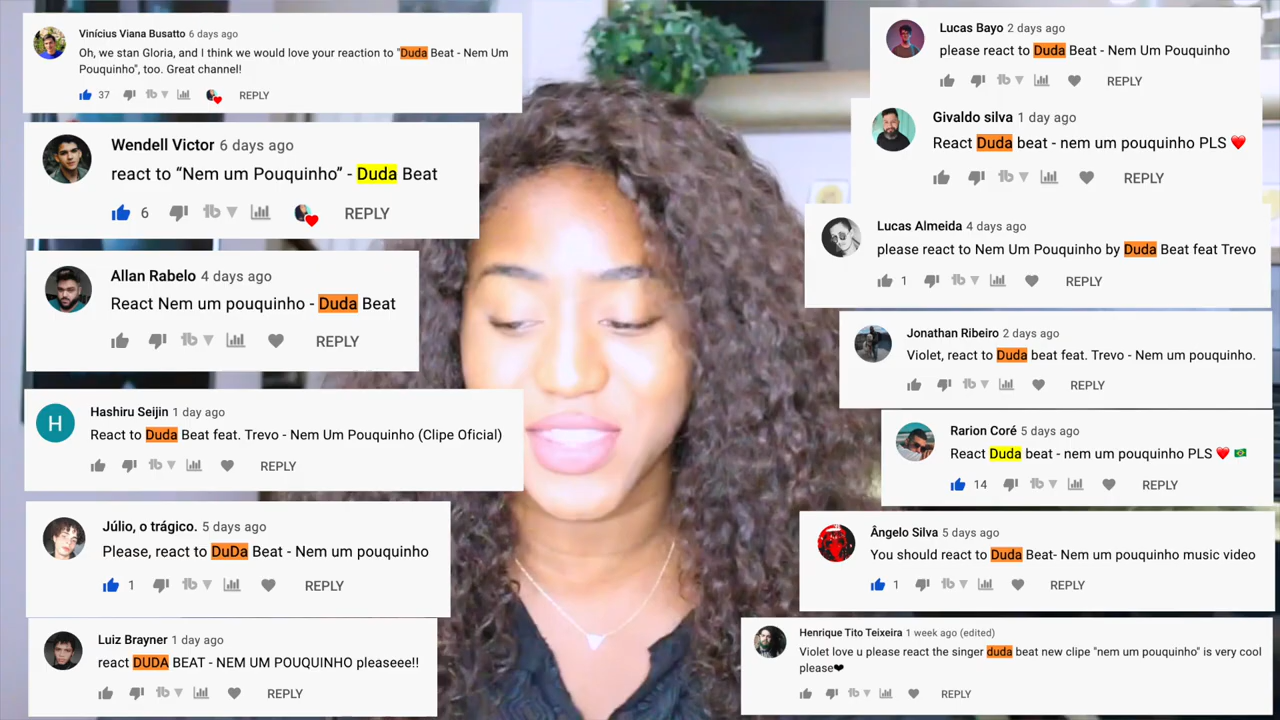 Vinícius Viana Busatto 6 days ago
Oh, we stan Gloria, and I think we would love your reaction to "Duda Beat - Nem Um
Pouquinho", too. Great channel!
37 REPLY
Wendell Victor 6 days ago
react to “Nem um Pouquinho” - Duda Beat
6 REPLY
Allan Rabelo 4 days ago
React Nem um pouquinho - Duda Beat
REPLY
H
Hashiru Seijin 1 day ago
React to Duda Beat feat. Trevo - Nem Um Pouquinho (Clipe Oficial)
REPLY
Júlio, o trágico. 5 days ago
Please, react to DuDa Beat - Nem um pouquinho
1 REPLY
Luiz Brayner 1 day ago
react DUDA BEAT - NEM UM POUQUINHO pleaseee!!
REPLY
Lucas Bayo 2 days ago
please react to Duda Beat - Nem Um Pouquinho
REPLY
Givaldo silva 1 day ago
React Duda beat - nem um pouquinho PLS ❤️
REPLY
Lucas Almeida 4 days ago
please react to Nem Um Pouquinho by Duda Beat feat Trevo
1 REPLY
Jonathan Ribeiro 2 days ago
Violet, react to Duda beat feat. Trevo - Nem um pouquinho.
REPLY
Rarion Coré 5 days ago
React Duda beat - nem um pouquinho PLS ❤️ 🇧🇷
14 REPLY
Ângelo Silva 5 days ago
You should react to Duda Beat- Nem um pouquinho music video
1 REPLY
Henrique Tito Teixeira 1 week ago (edited)
Violet love u please react the singer duda beat new clipe "nem um pouquinho" is very cool
please❤
REPLY